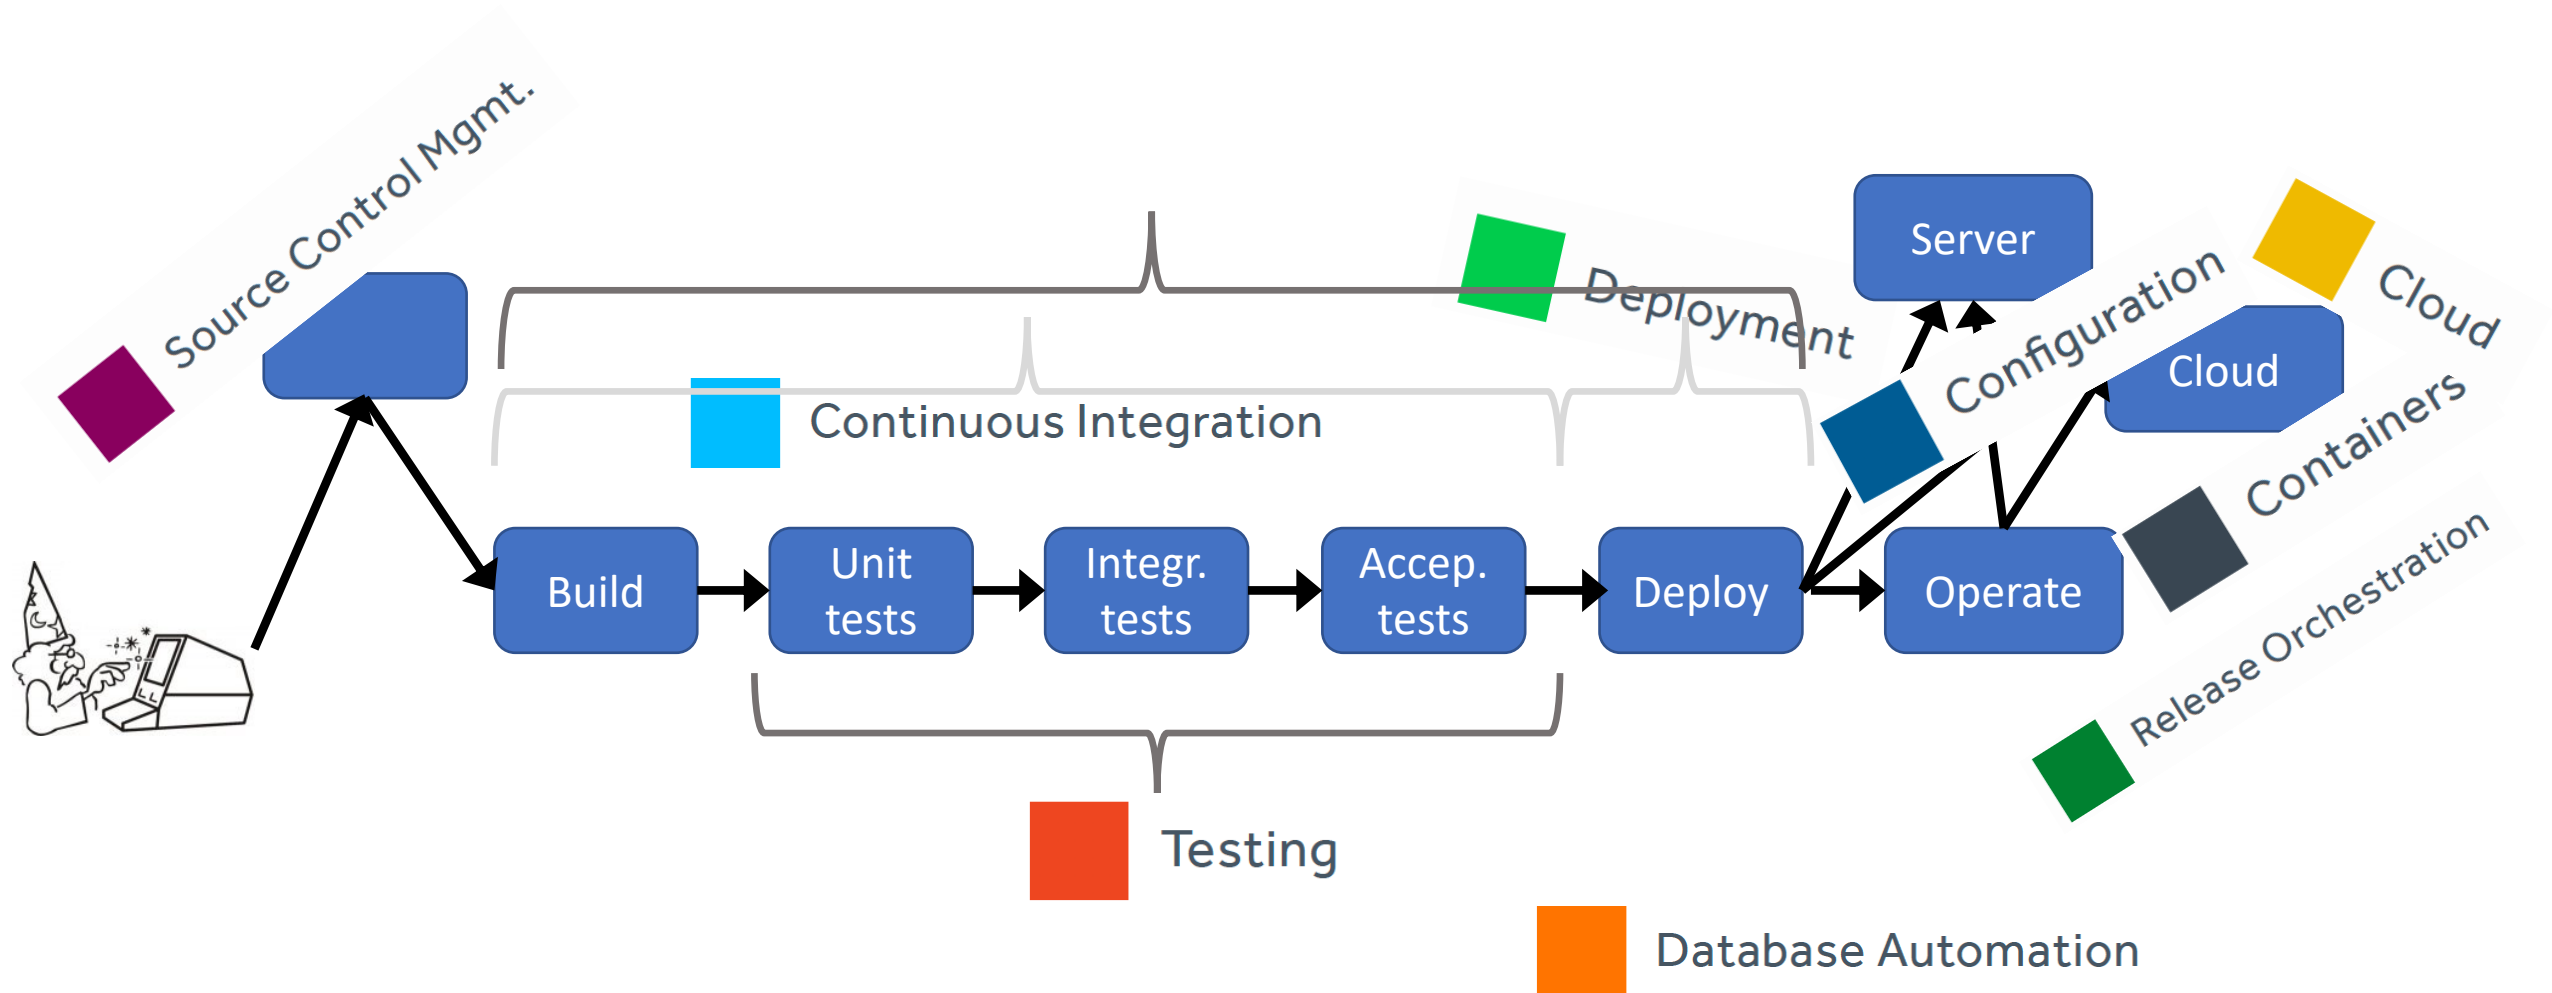 Source Control Mgmt.
Deployment
Server
Configuration
Cloud
Cloud
Continuous Integration
Containers
Build
Unit
tests
Integr.
tests
Accep.
tests
Deploy
Operate
Release Orchestration
Testing
Database Automation